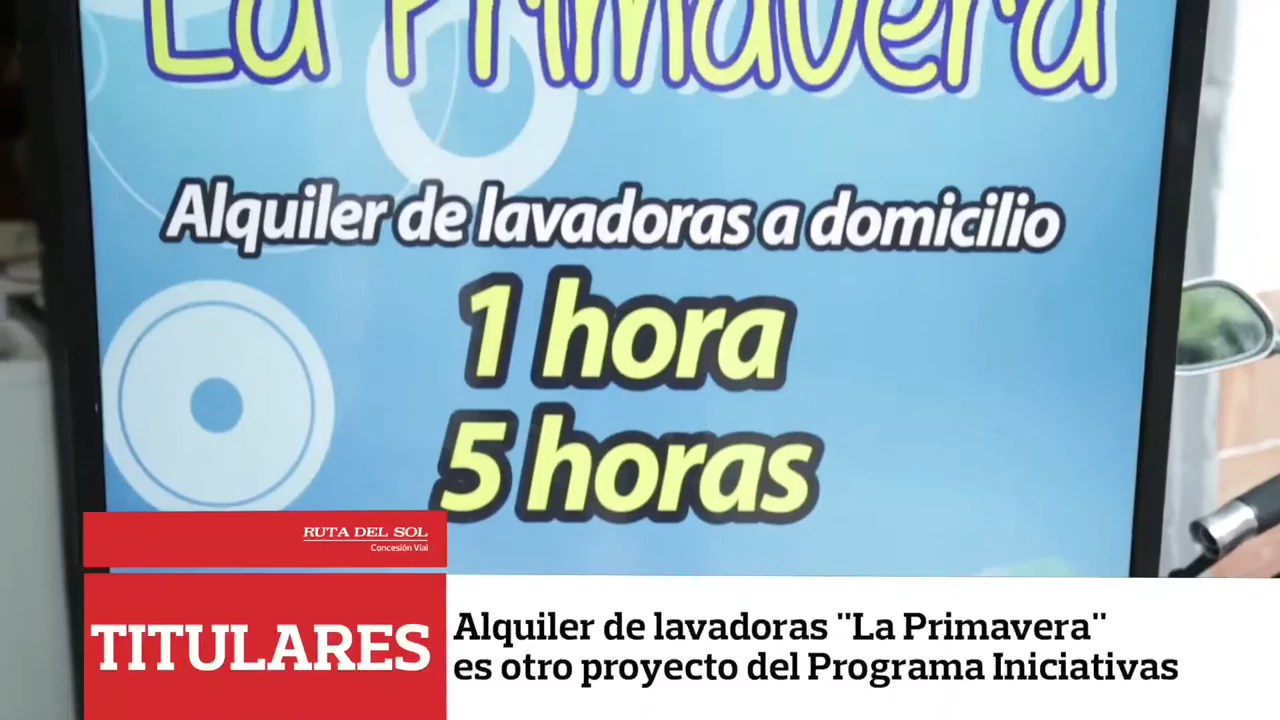 La Primavera
Alquiler de lavadoras a domicilio
1 hora
5 horas
RUTA DEL SOL
Concesión Vial
TITULARES
Alquiler de lavadoras "La Primavera"
es otro proyecto del Programa Iniciativas